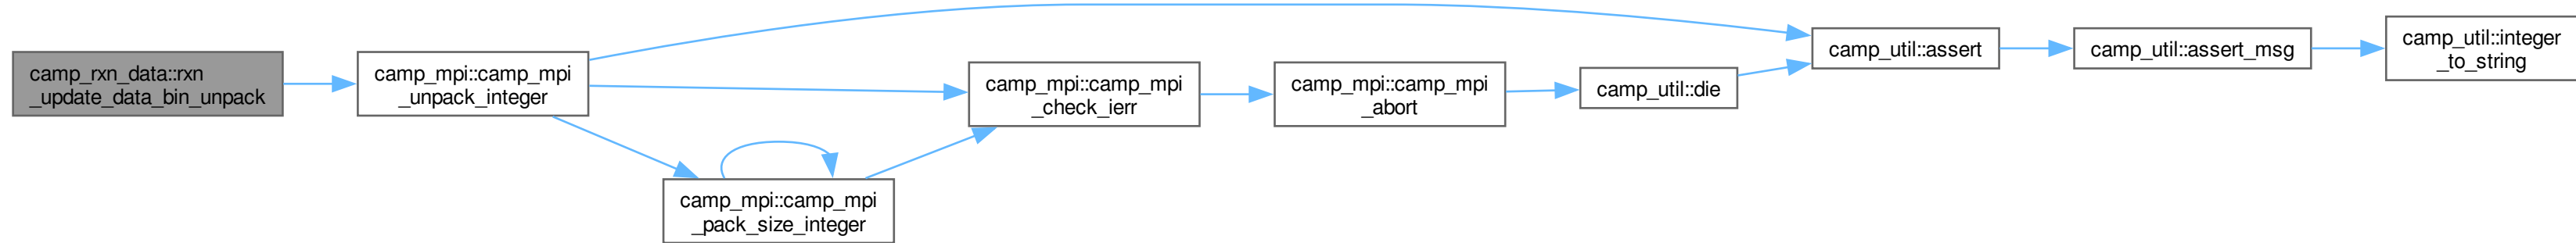 camp_rxn_data::rxn
_update_data_bin_unpack
camp_mpi::camp_mpi
_unpack_integer
camp_mpi::camp_mpi
_pack_size_integer
camp_mpi::camp_mpi
_check_ierr
camp_mpi::camp_mpi
_abort
camp_util::die
camp_util::assert
camp_util::assert_msg
camp_util::integer
_to_string